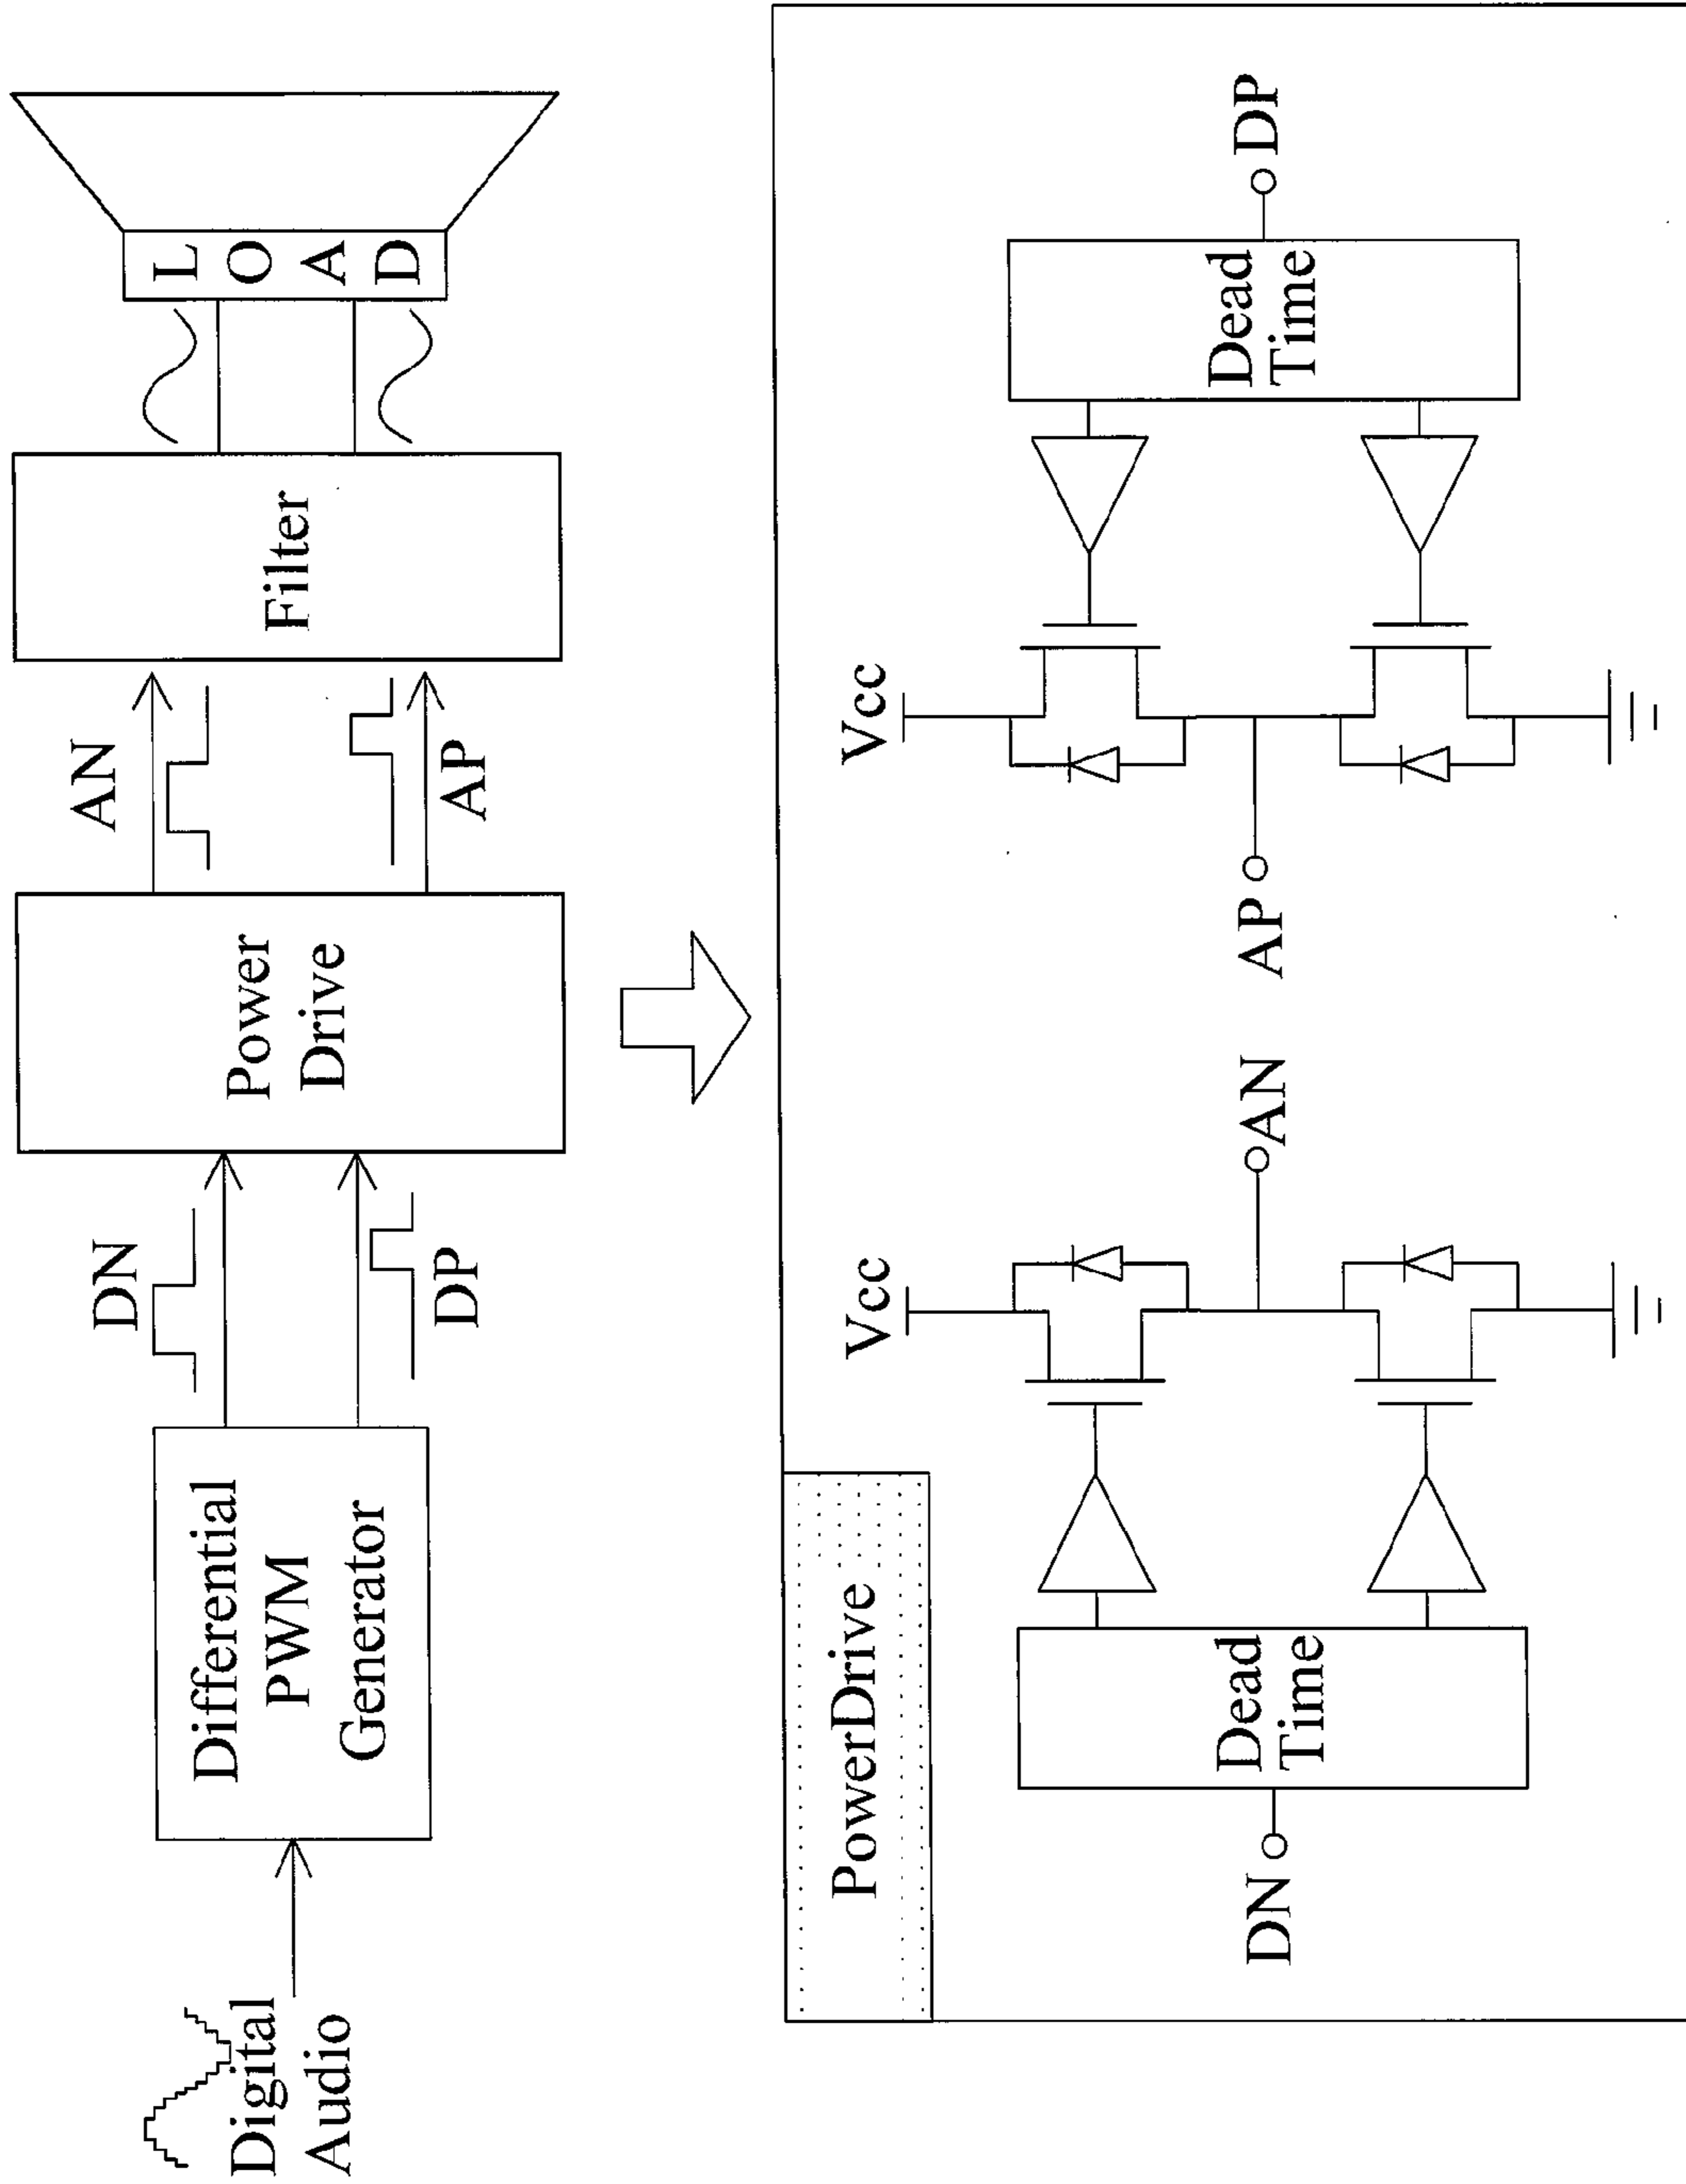 Digital
Audio
Differential
PWM
Generator
DN
DP
Power
Drive
AN
AP
Filter
L
O
A
D
PowerDrive
DN
Dead
Time
Vcc
AN
AP
Vcc
Dead
Time
DP